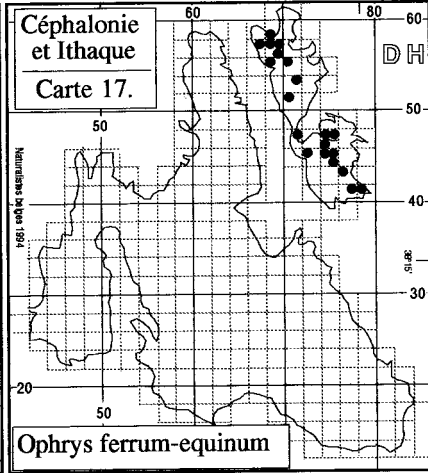 Céphalonie
et Ithaque
Carte 17.
60
80
60
DH
50
50
Naturalistes belges 1994
40
38°15'
30
20
50
Ophrys ferrum-equinum